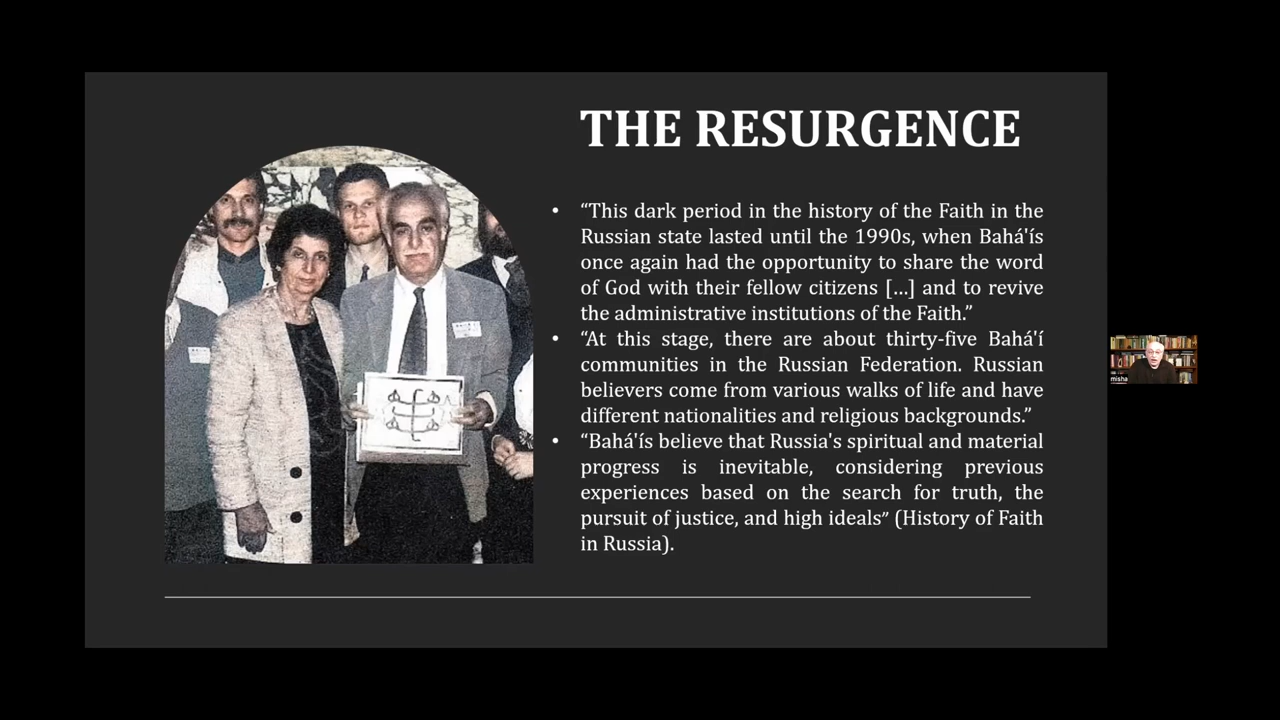 THE RESURGENCE
• “This dark period in the history of the Faith in the
Russian state lasted until the 1990s, when Bahá'ís
once again had the opportunity to share the word
of God with their fellow citizens [...] and to revive
the administrative institutions of the Faith.”
• “At this stage, there are about thirty-five Bahá'í
communities in the Russian Federation. Russian
believers come from various walks of life and have
different nationalities and religious backgrounds.”
• “Bahá'ís believe that Russia's spiritual and material
progress is inevitable, considering previous
experiences based on the search for truth, the
pursuit of justice, and high ideals” (History of Faith
in Russia).
misha